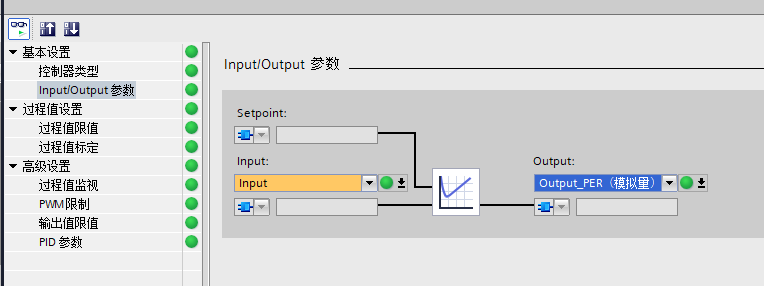 基本设置
控制器类型
Input/Output 参数
过程值设置
过程值限值
过程值标定
高级设置
过程值监视
PWM 限制
输出值限值
PID 参数
Input/Output 参数
Setpoint:
Input:
Input
Output:
Output_PER（模拟量）